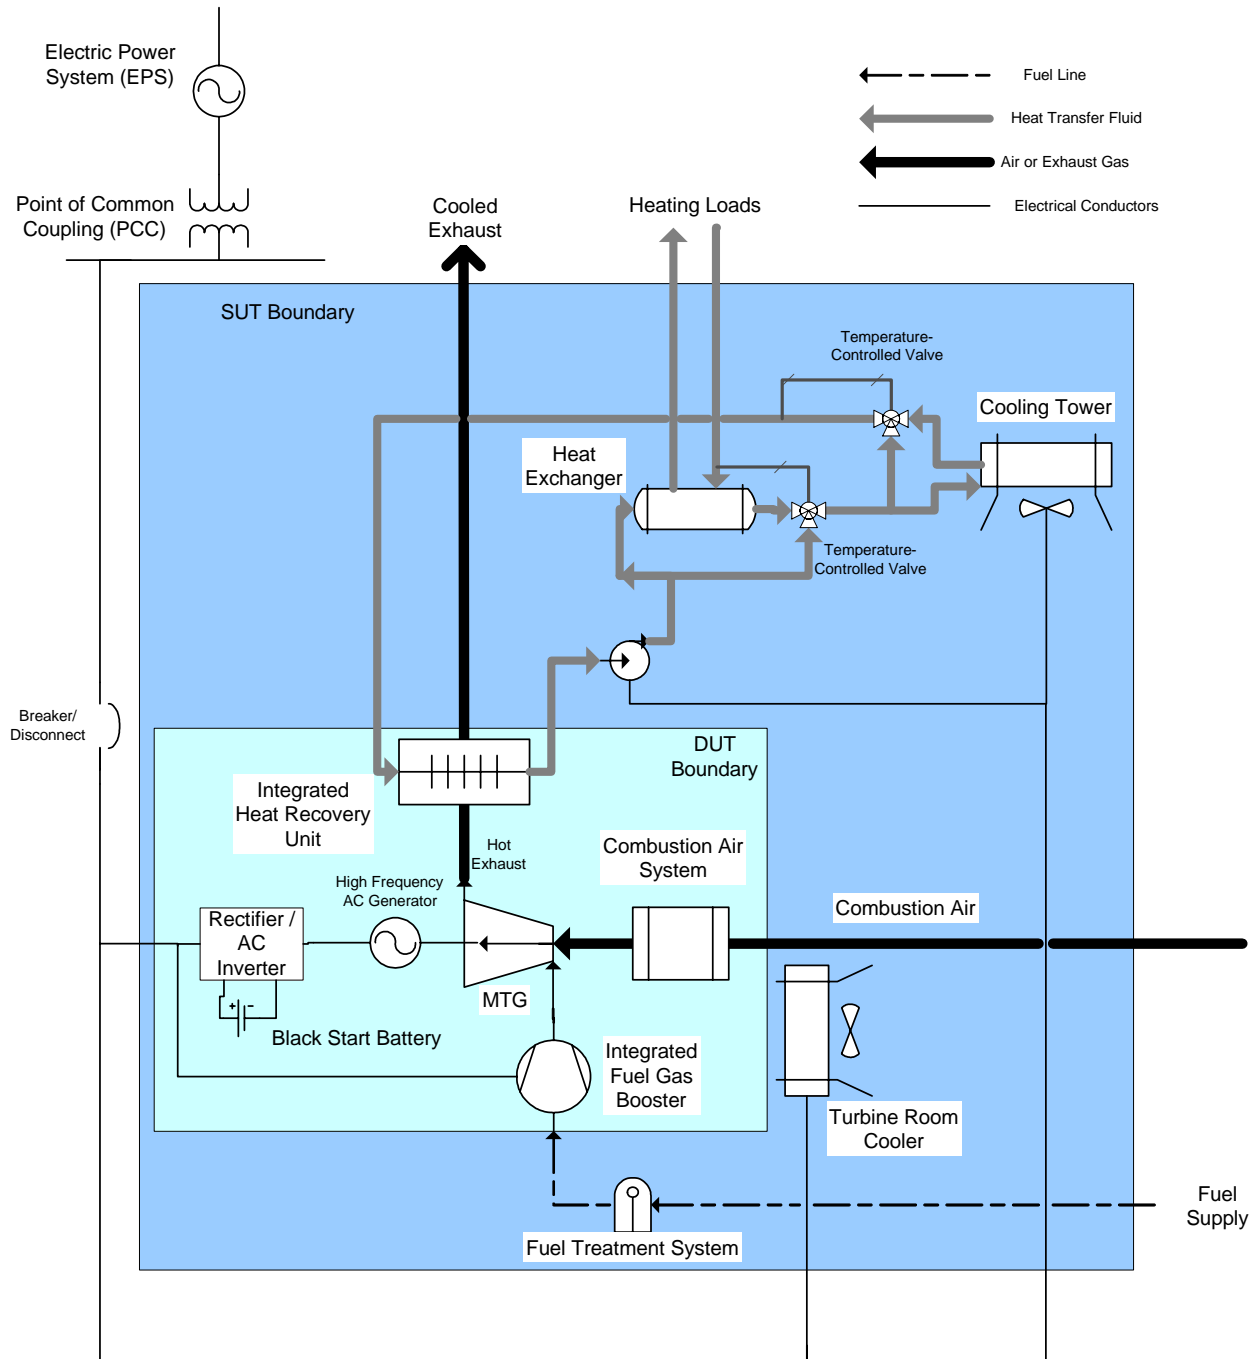 Electric Power
System (EPS)
Fuel Line
Heat Transfer Fluid
Air or Exhaust Gas
Electrical Conductors
Point of Common
Coupling (PCC)
Cooled
Exhaust
Heating Loads
SUT Boundary
Temperature-
Controlled Valve
Cooling Tower
Heat
Exchanger
Temperature-
Controlled Valve
Breaker/
Disconnect
DUT
Boundary
Integrated
Heat Recovery
Unit
Hot
Exhaust
Combustion Air
System
High Frequency
AC Generator
Combustion Air
Rectifier /
AC
Inverter
+ -
MTG
Black Start Battery
Integrated
Fuel Gas
Booster
Turbine Room
Cooler
Fuel
Supply
Fuel Treatment System